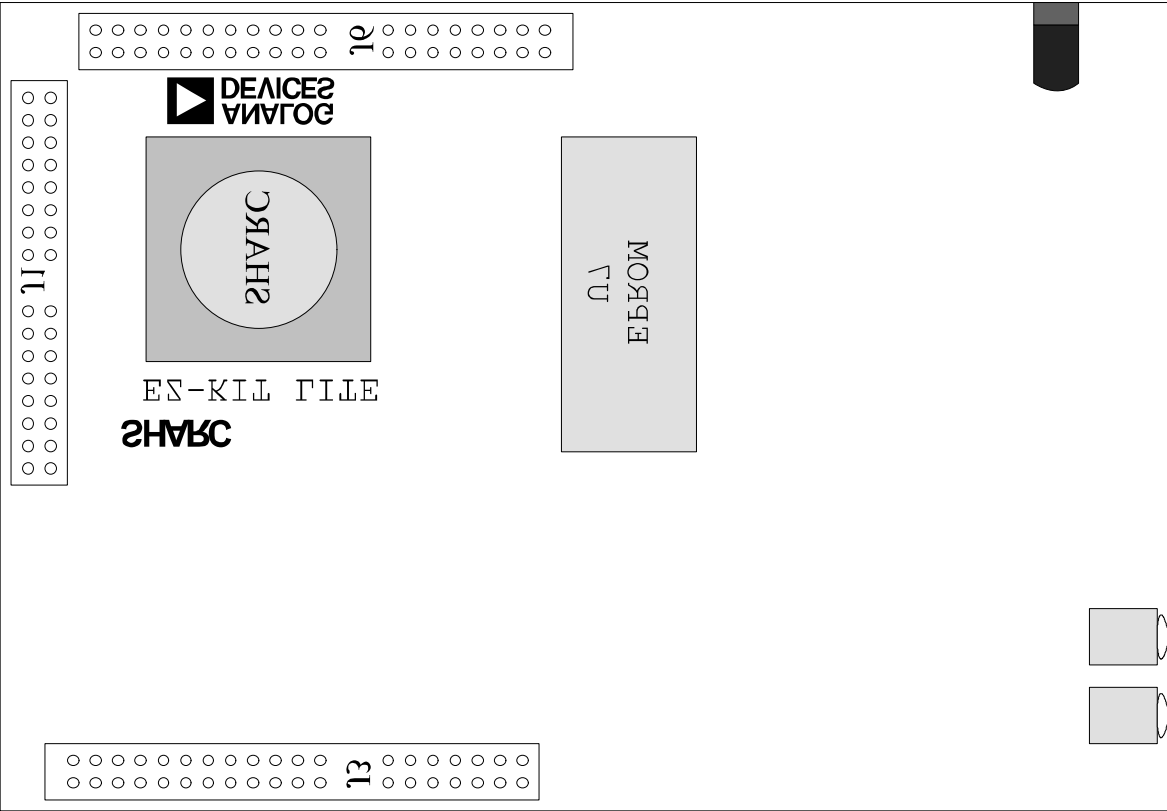 J3
SHARC
EZ-KIT LITE
SHARC
U7
EPROM
J1
ANALOG
DEVICES
J6